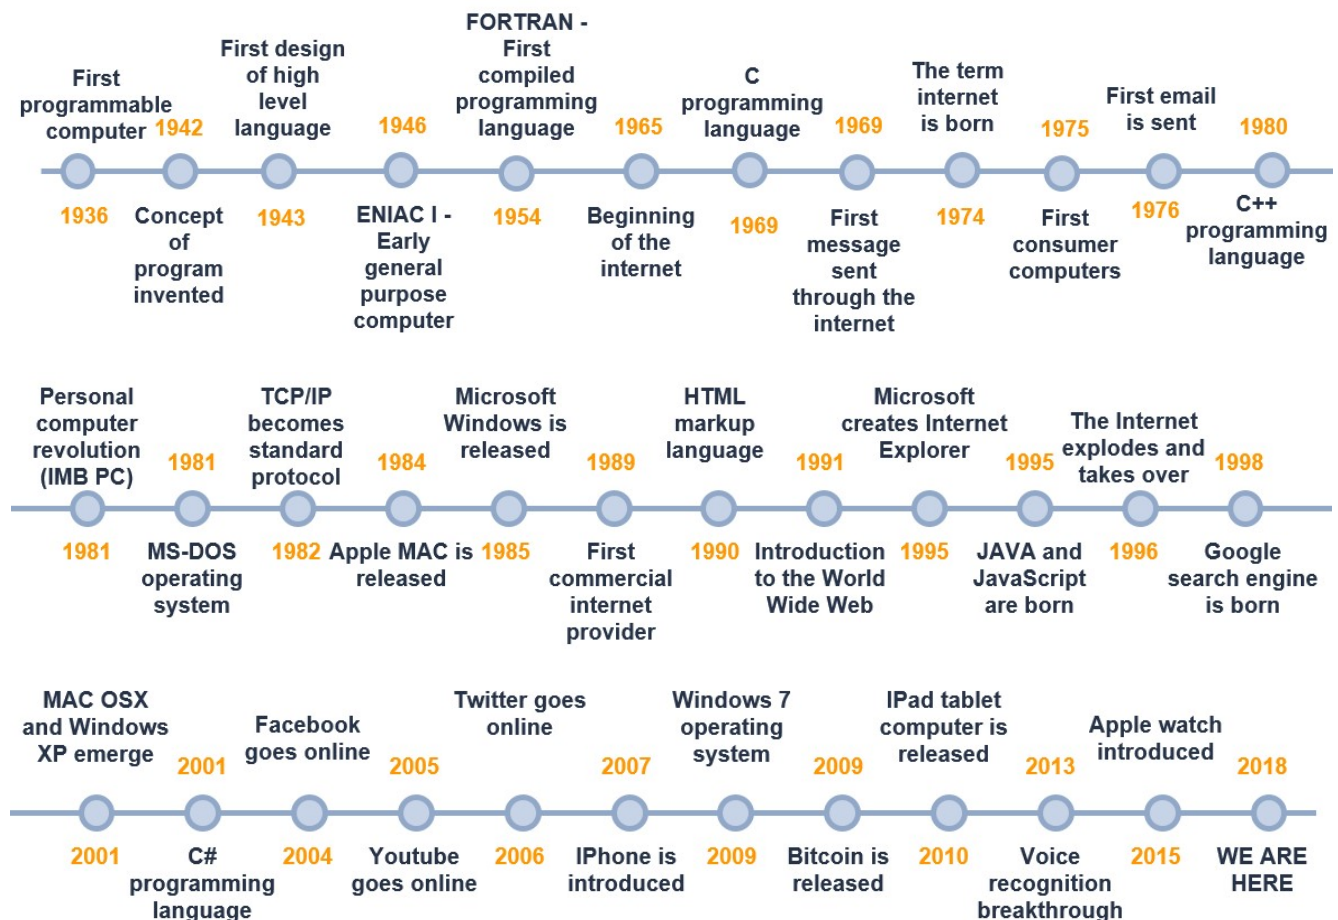 First
programmable
computer
1936
1942
Concept
of
program
invented
First design
of high
level
language
1943
1946
ENIAC I -
Early
general
purpose
computer
FORTRAN -
First
compiled
programming
language
1954
1965
Beginning
of the
internet
C
programming
language
1969
1969
First
message
sent
through the
internet
The term
internet
is born
1974
1975
First
consumer
computers
First email
is sent
1976
1980
C++
programming
language
Personal
computer
revolution
(IMB PC)
1981
1981
MS-DOS
operating
system
TCP/IP
becomes
standard
protocol
1982
1984
Apple MAC is
released
Microsoft
Windows is
released
1985
1989
First
commercial
internet
provider
HTML
markup
language
1990
1991
Introduction
to the World
Wide Web
Microsoft
creates Internet
Explorer
1995
1995
JAVA and
JavaScript
are born
The Internet
explodes and
takes over
1996
1998
Google
search engine
is born
MAC OSX
and Windows
XP emerge
2001
2001
C#
programming
language
Facebook
goes online
2004
2005
Youtube
goes online
Twitter goes
online
2006
2007
IPhone is
introduced
Windows 7
operating
system
2009
2009
Bitcoin is
released
IPad tablet
computer is
released
2010
2013
Voice
recognition
breakthrough
Apple watch
introduced
2015
2018
WE ARE
HERE